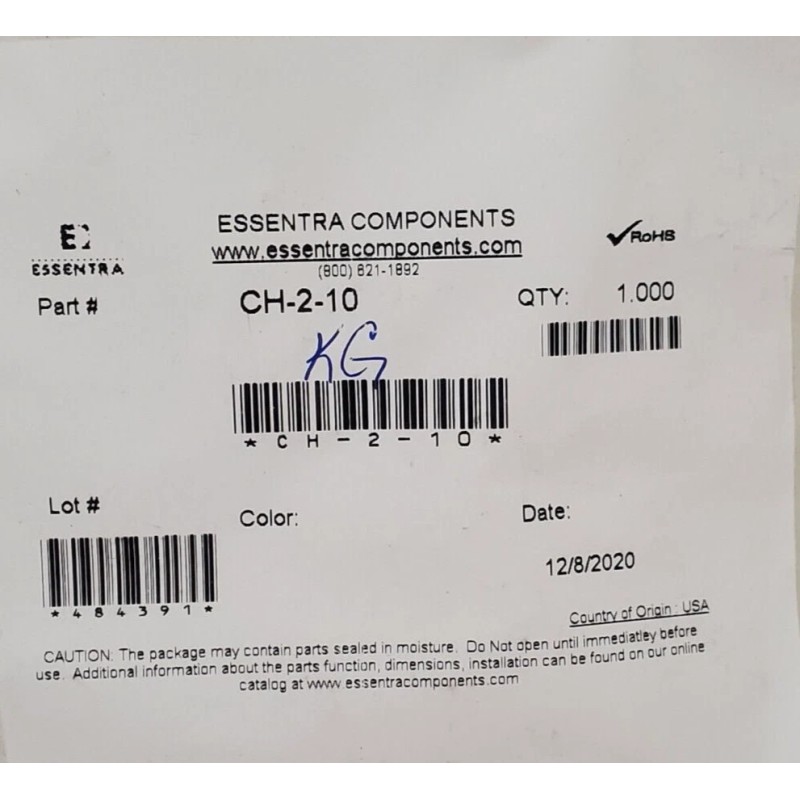 ESSENTRA COMPONENTS
www.essentracomponents.com
(800) 621-1892
RoHS
ESSENTRA
Part #
CH-2-10
QTY: 1.000
KG
*CH-2-10*
Lot #
Color:
Date:
12/8/2020
*484391*
Country of Origin : USA
CAUTION: The package may contain parts sealed in moisture. Do Not open until immediatley before
use. Additional information about the parts function, dimensions, installation can be found on our online
catalog at www.essentracomponents.com